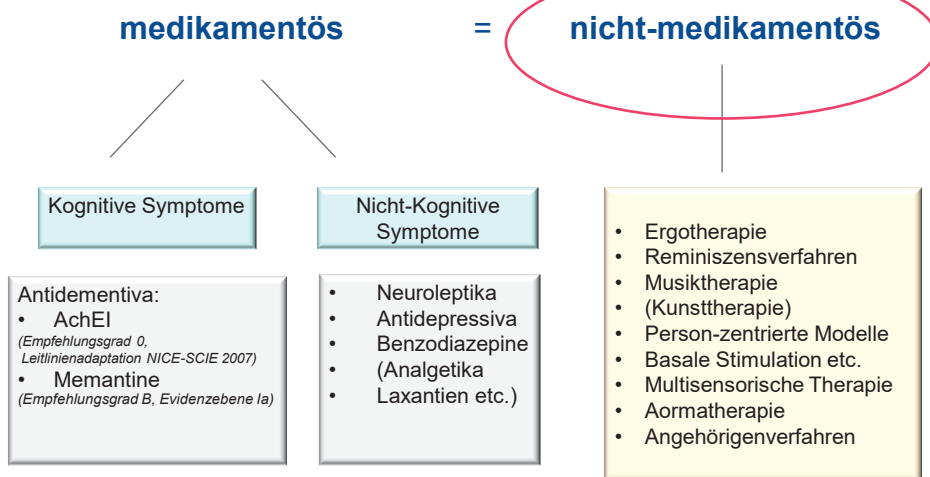 medikamentös = nicht-medikamentös
Kognitive Symptome
Nicht-Kognitive
Symptome
Antidementiva:
• AchEI
(Empfehlungsgrad 0,
Leitlinienadaptation NICE-SCIE 2007)
• Memantine
(Empfehlungsgrad B, Evidenzebene Ia)
• Neuroleptika
• Antidepressiva
• Benzodiazepine
• (Analgetika
• Laxantien etc.)
• Ergotherapie
• Reminiszensverfahren
• Musiktherapie
• (Kunsttherapie)
• Person-zentrierte Modelle
• Basale Stimulation etc.
• Multisensorische Therapie
• Aormatherapie
• Angehörigenverfahren